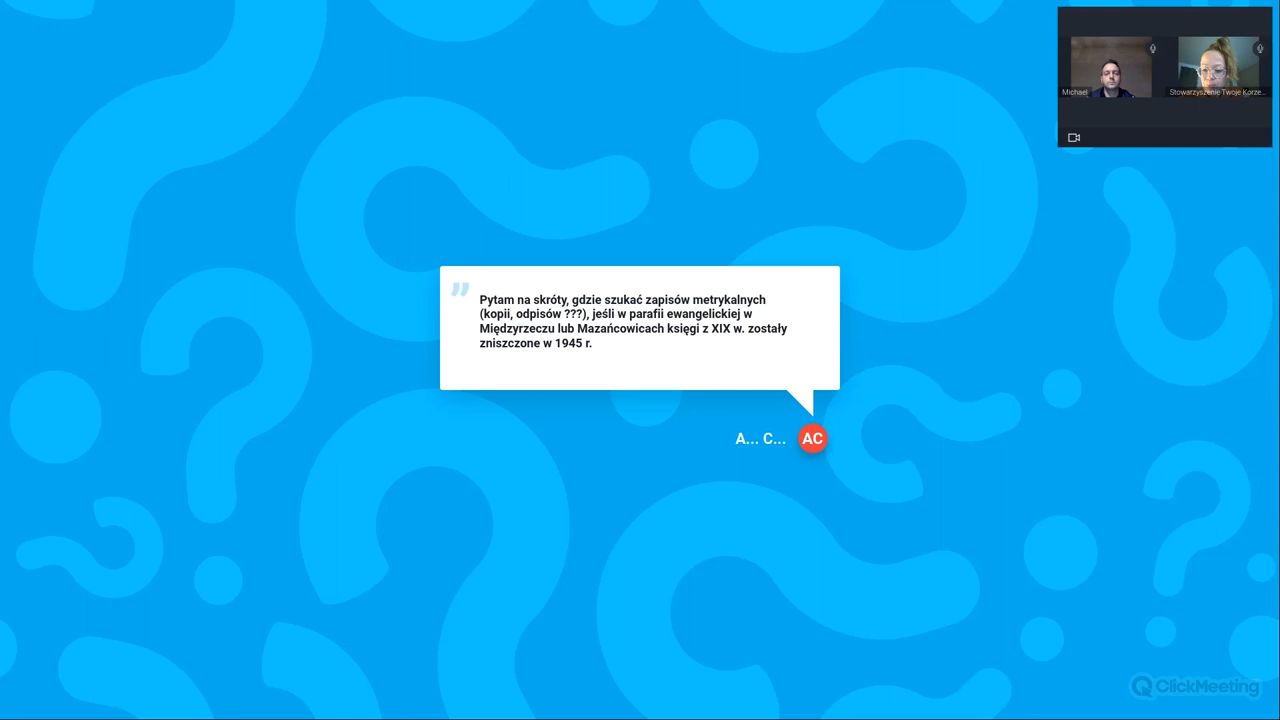 Michael
Stowarzyszenie Twoje Korze...
Pytam na skróty, gdzie szukać zapisów metrykalnych
(kopii, odpisów ???), jeśli w parafii ewangelickiej w
Międzyrzeczu lub Mazańcowicach księgi z XIX w. zostały
zniszczone w 1945 r.
A... C...
AC
ClickMeeting